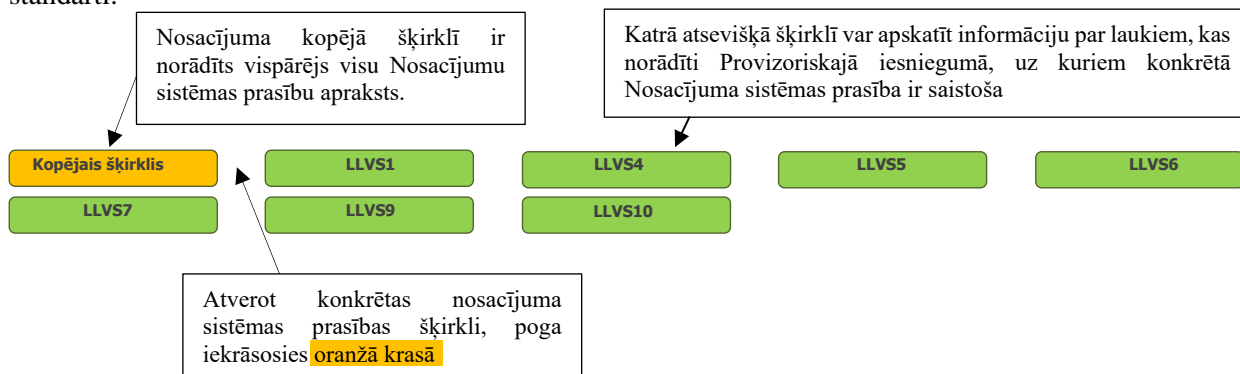 standarti.
Nosacījuma kopējā šķirklī ir
norādīts vispārējs visu Nosacījumu
sistēmas prasību apraksts.
Katrā atsevišķā šķirklī var apskatīt informāciju par laukiem, kas
norādīti Provizoriskajā iesniegumā, uz kuriem konkrētā
Nosacījuma sistēmas prasība ir saistoša
Kopējais šķirklis
LLVS1
LLVS4
LLVS5
LLVS6
LLVS7
LLVS9
LLVS10
Atverot konkrētas nosacījuma
sistēmas prasības šķirkli, poga
iekrāsosies oranžā krasā